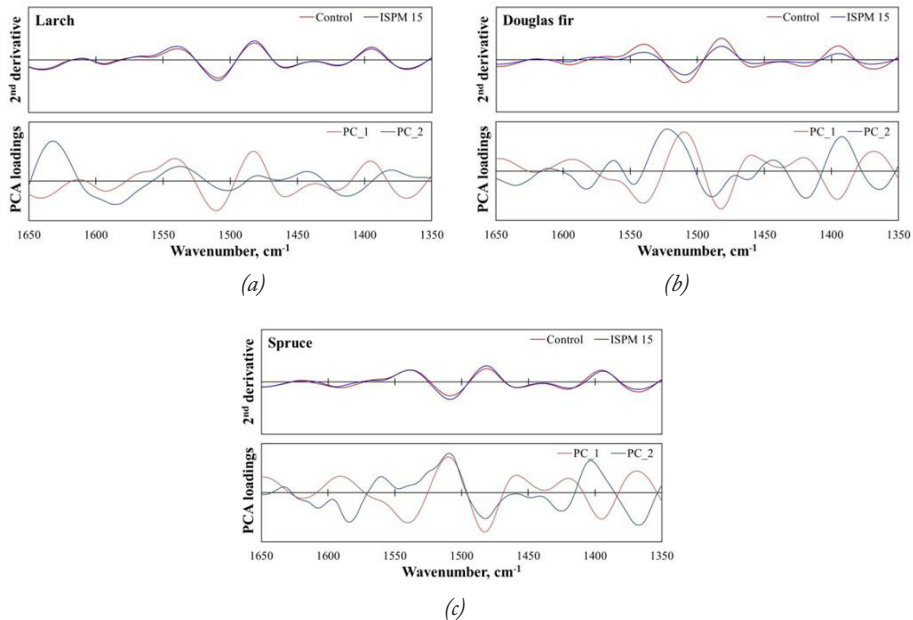 Larch
Control ISPM 15
2nd derivative
PC_1 PC_2
PCA loadings
1650 1600 1550 1500 1450 1400 1350
Wavenumber, cm-1
(a)
Douglas fir
Control ISPM 15
2nd derivative
PC_1 PC_2
PCA loadings
1650 1600 1550 1500 1450 1400 1350
Wavenumber, cm-1
(b)
Spruce
Control ISPM 15
2nd derivative
PC_1 PC_2
PCA loadings
1650 1600 1550 1500 1450 1400 1350
Wavenumber, cm-1
(c)